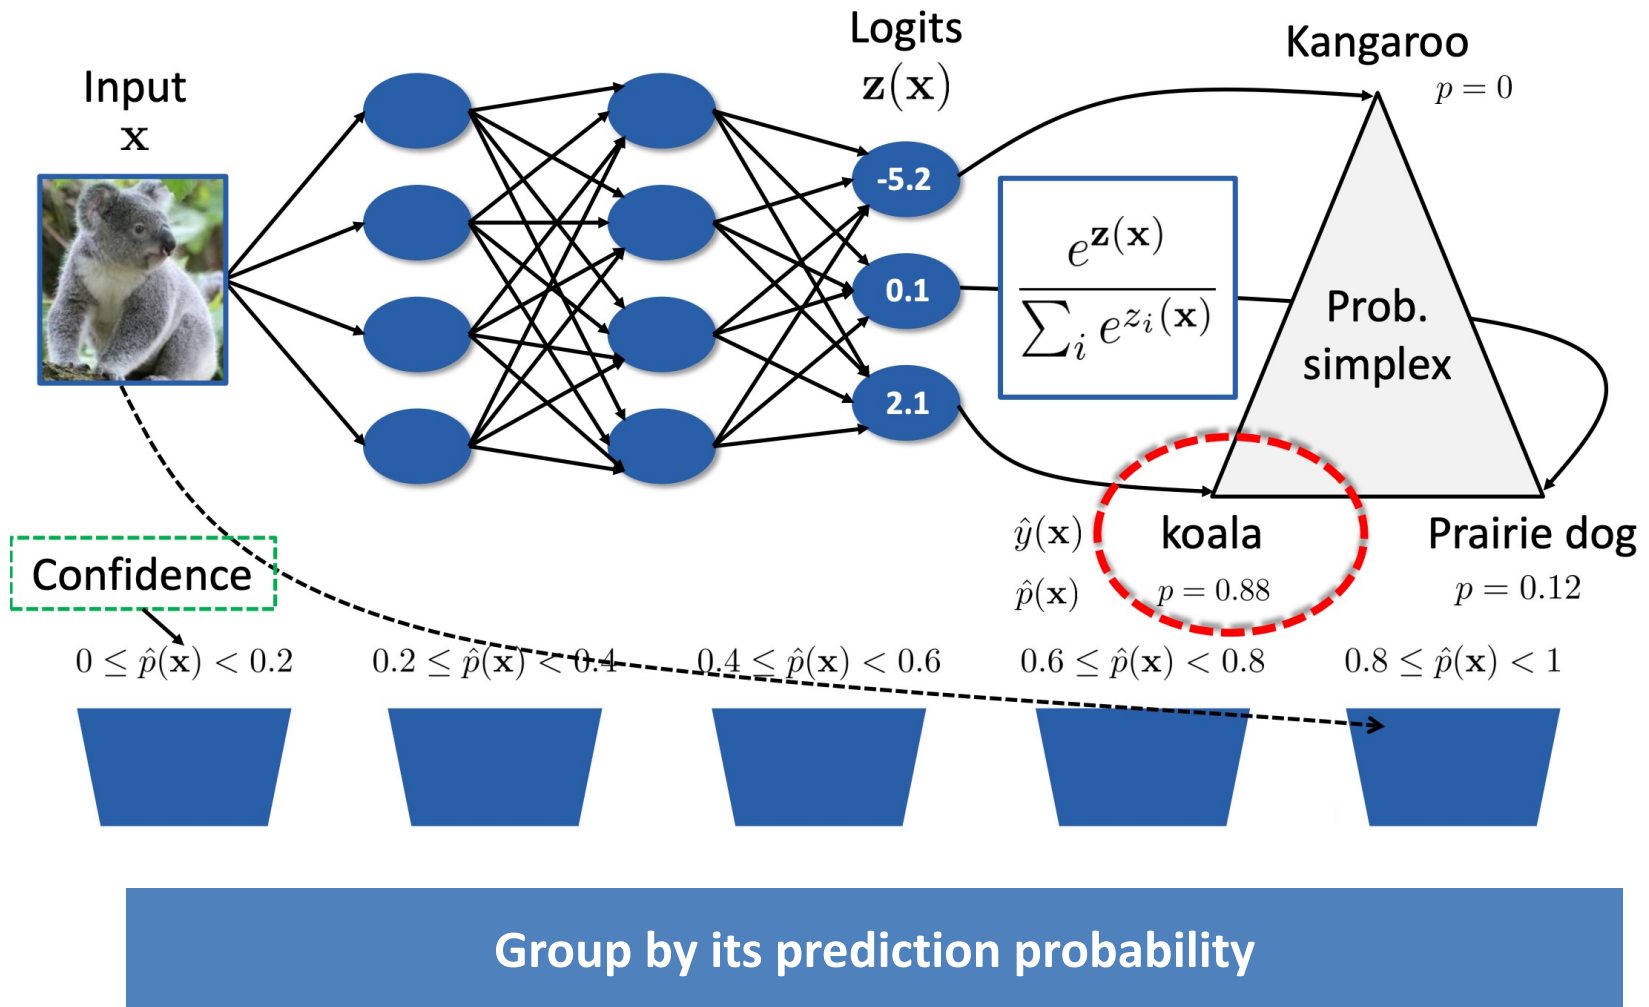 Input
x
Logits
z(x)
-5.2
0.1
2.1
e^{z(x)}
∑_i e^{z_i(x)}
Kangaroo
p = 0
Prob.
simplex
ŷ(x)
koala
Prairie dog
p̂(x)
p = 0.88
p = 0.12
Confidence
0 ≤ p̂(x) < 0.2
0.2 ≤ p̂(x) < 0.4
0.4 ≤ p̂(x) < 0.6
0.6 ≤ p̂(x) < 0.8
0.8 ≤ p̂(x) < 1
Group by its prediction probability